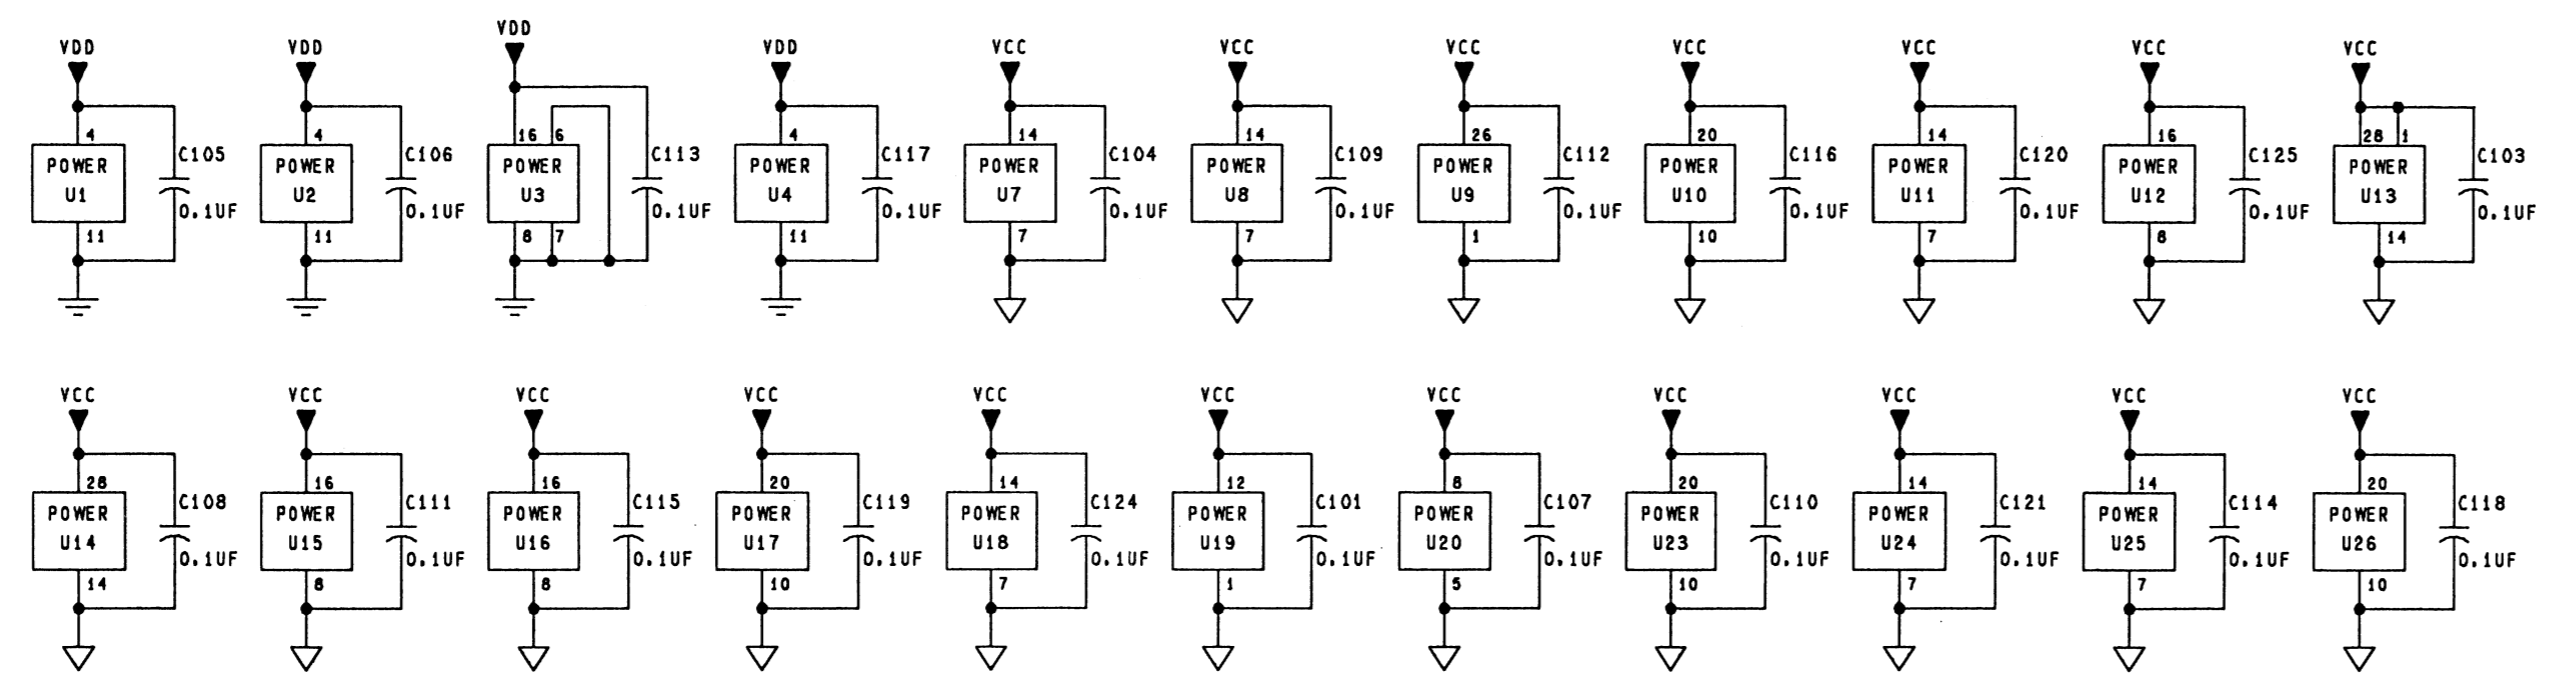 VDD VDD VDD VDD VCC VCC VCC VCC VCC VCC VCC
4 4 16 6 4 14 14 26 20 14 16 28 1
POWER C105 POWER C106 POWER C113 POWER C117 POWER C104 POWER C109 POWER C112 POWER C116 POWER C120 POWER C125 POWER C103
U1 0.1UF U2 0.1UF U3 0.1UF U4 0.1UF U7 0.1UF U8 0.1UF U9 0.1UF U10 0.1UF U11 0.1UF U12 0.1UF U13 0.1UF
11 11 8 7 11 7 7 1 10 7 8 14
VCC VCC VCC VCC VCC VCC VCC VCC VCC VCC VCC
28 16 16 20 14 12 8 20 14 14 20
POWER C108 POWER C111 POWER C115 POWER C119 POWER C124 POWER C101 POWER C107 POWER C110 POWER C121 POWER C114 POWER C118
U14 0.1UF U15 0.1UF U16 0.1UF U17 0.1UF U18 0.1UF U19 0.1UF U20 0.1UF U23 0.1UF U24 0.1UF U25 0.1UF U26 0.1UF
14 8 8 10 7 1 5 10 7 7 10